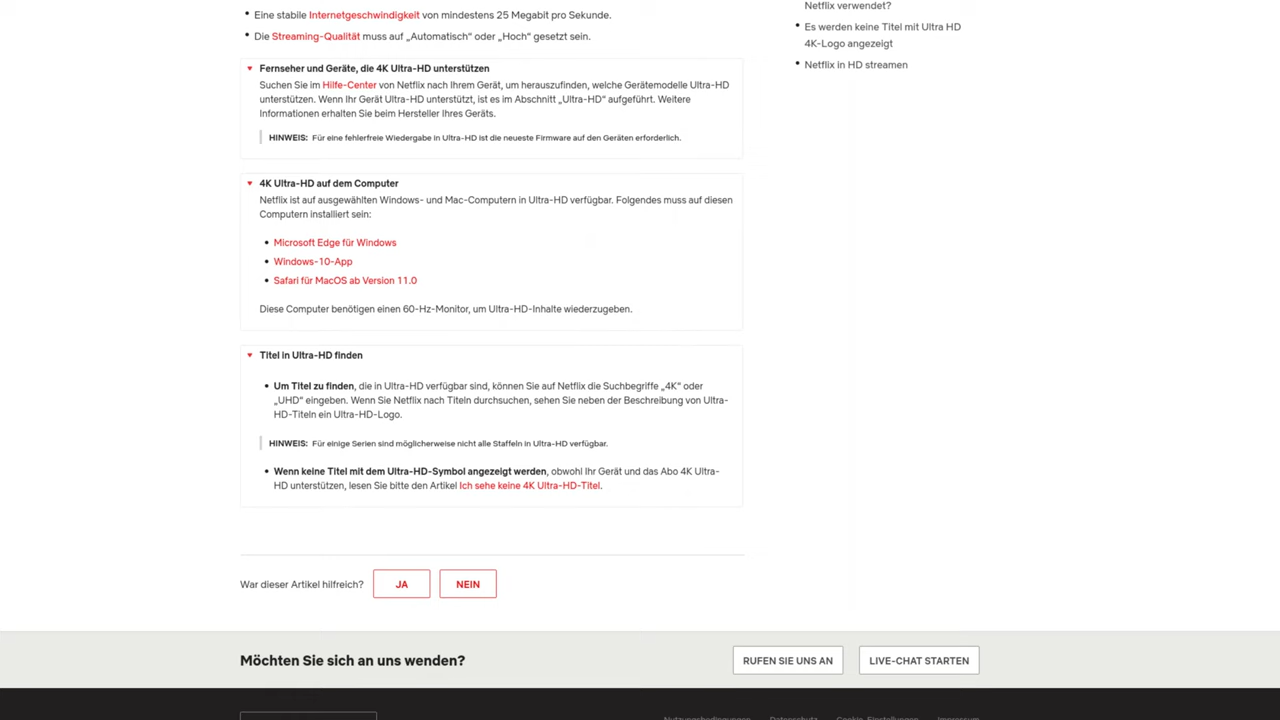 Eine stabile Internetgeschwindigkeit von mindestens 25 Megabit pro Sekunde.
Die Streaming-Qualität muss auf „Automatisch" oder „Hoch" gesetzt sein.
Fernseher und Geräte, die 4K Ultra-HD unterstützen
Suchen Sie im Hilfe-Center von Netflix nach Ihrem Gerät, um herauszufinden, welche Gerätemodelle Ultra-HD
unterstützen. Wenn Ihr Gerät Ultra-HD unterstützt, ist es im Abschnitt „Ultra-HD" aufgeführt. Weitere
Informationen erhalten Sie beim Hersteller Ihres Geräts.
HINWEIS: Für eine fehlerfreie Wiedergabe in Ultra-HD ist die neueste Firmware auf den Geräten erforderlich.
4K Ultra-HD auf dem Computer
Netflix ist auf ausgewählten Windows- und Mac-Computern in Ultra-HD verfügbar. Folgendes muss auf diesen
Computern installiert sein:
Microsoft Edge für Windows
Windows-10-App
Safari für MacOS ab Version 11.0
Diese Computer benötigen einen 60-Hz-Monitor, um Ultra-HD-Inhalte wiederzugeben.
Titel in Ultra-HD finden
Um Titel zu finden, die in Ultra-HD verfügbar sind, können Sie auf Netflix die Suchbegriffe „4K" oder
„UHD" eingeben. Wenn Sie Netflix nach Titeln durchsuchen, sehen Sie neben der Beschreibung von Ultra-
HD-Titeln ein Ultra-HD-Logo.
HINWEIS: Für einige Serien sind möglicherweise nicht alle Staffeln in Ultra-HD verfügbar.
Wenn keine Titel mit dem Ultra-HD-Symbol angezeigt werden, obwohl Ihr Gerät und das Abo 4K Ultra-
HD unterstützen, lesen Sie bitte den Artikel Ich sehe keine 4K Ultra-HD-Titel.
War dieser Artikel hilfreich?
JA
NEIN
Netflix verwendet?
Es werden keine Titel mit Ultra HD
4K-Logo angezeigt
Netflix in HD streamen
Möchten Sie sich an uns wenden?
RUFEN SIE UNS AN
LIVE-CHAT STARTEN
Nutzungsbedingungen
Datenschutz
Cookie-Einstellungen
Impressum